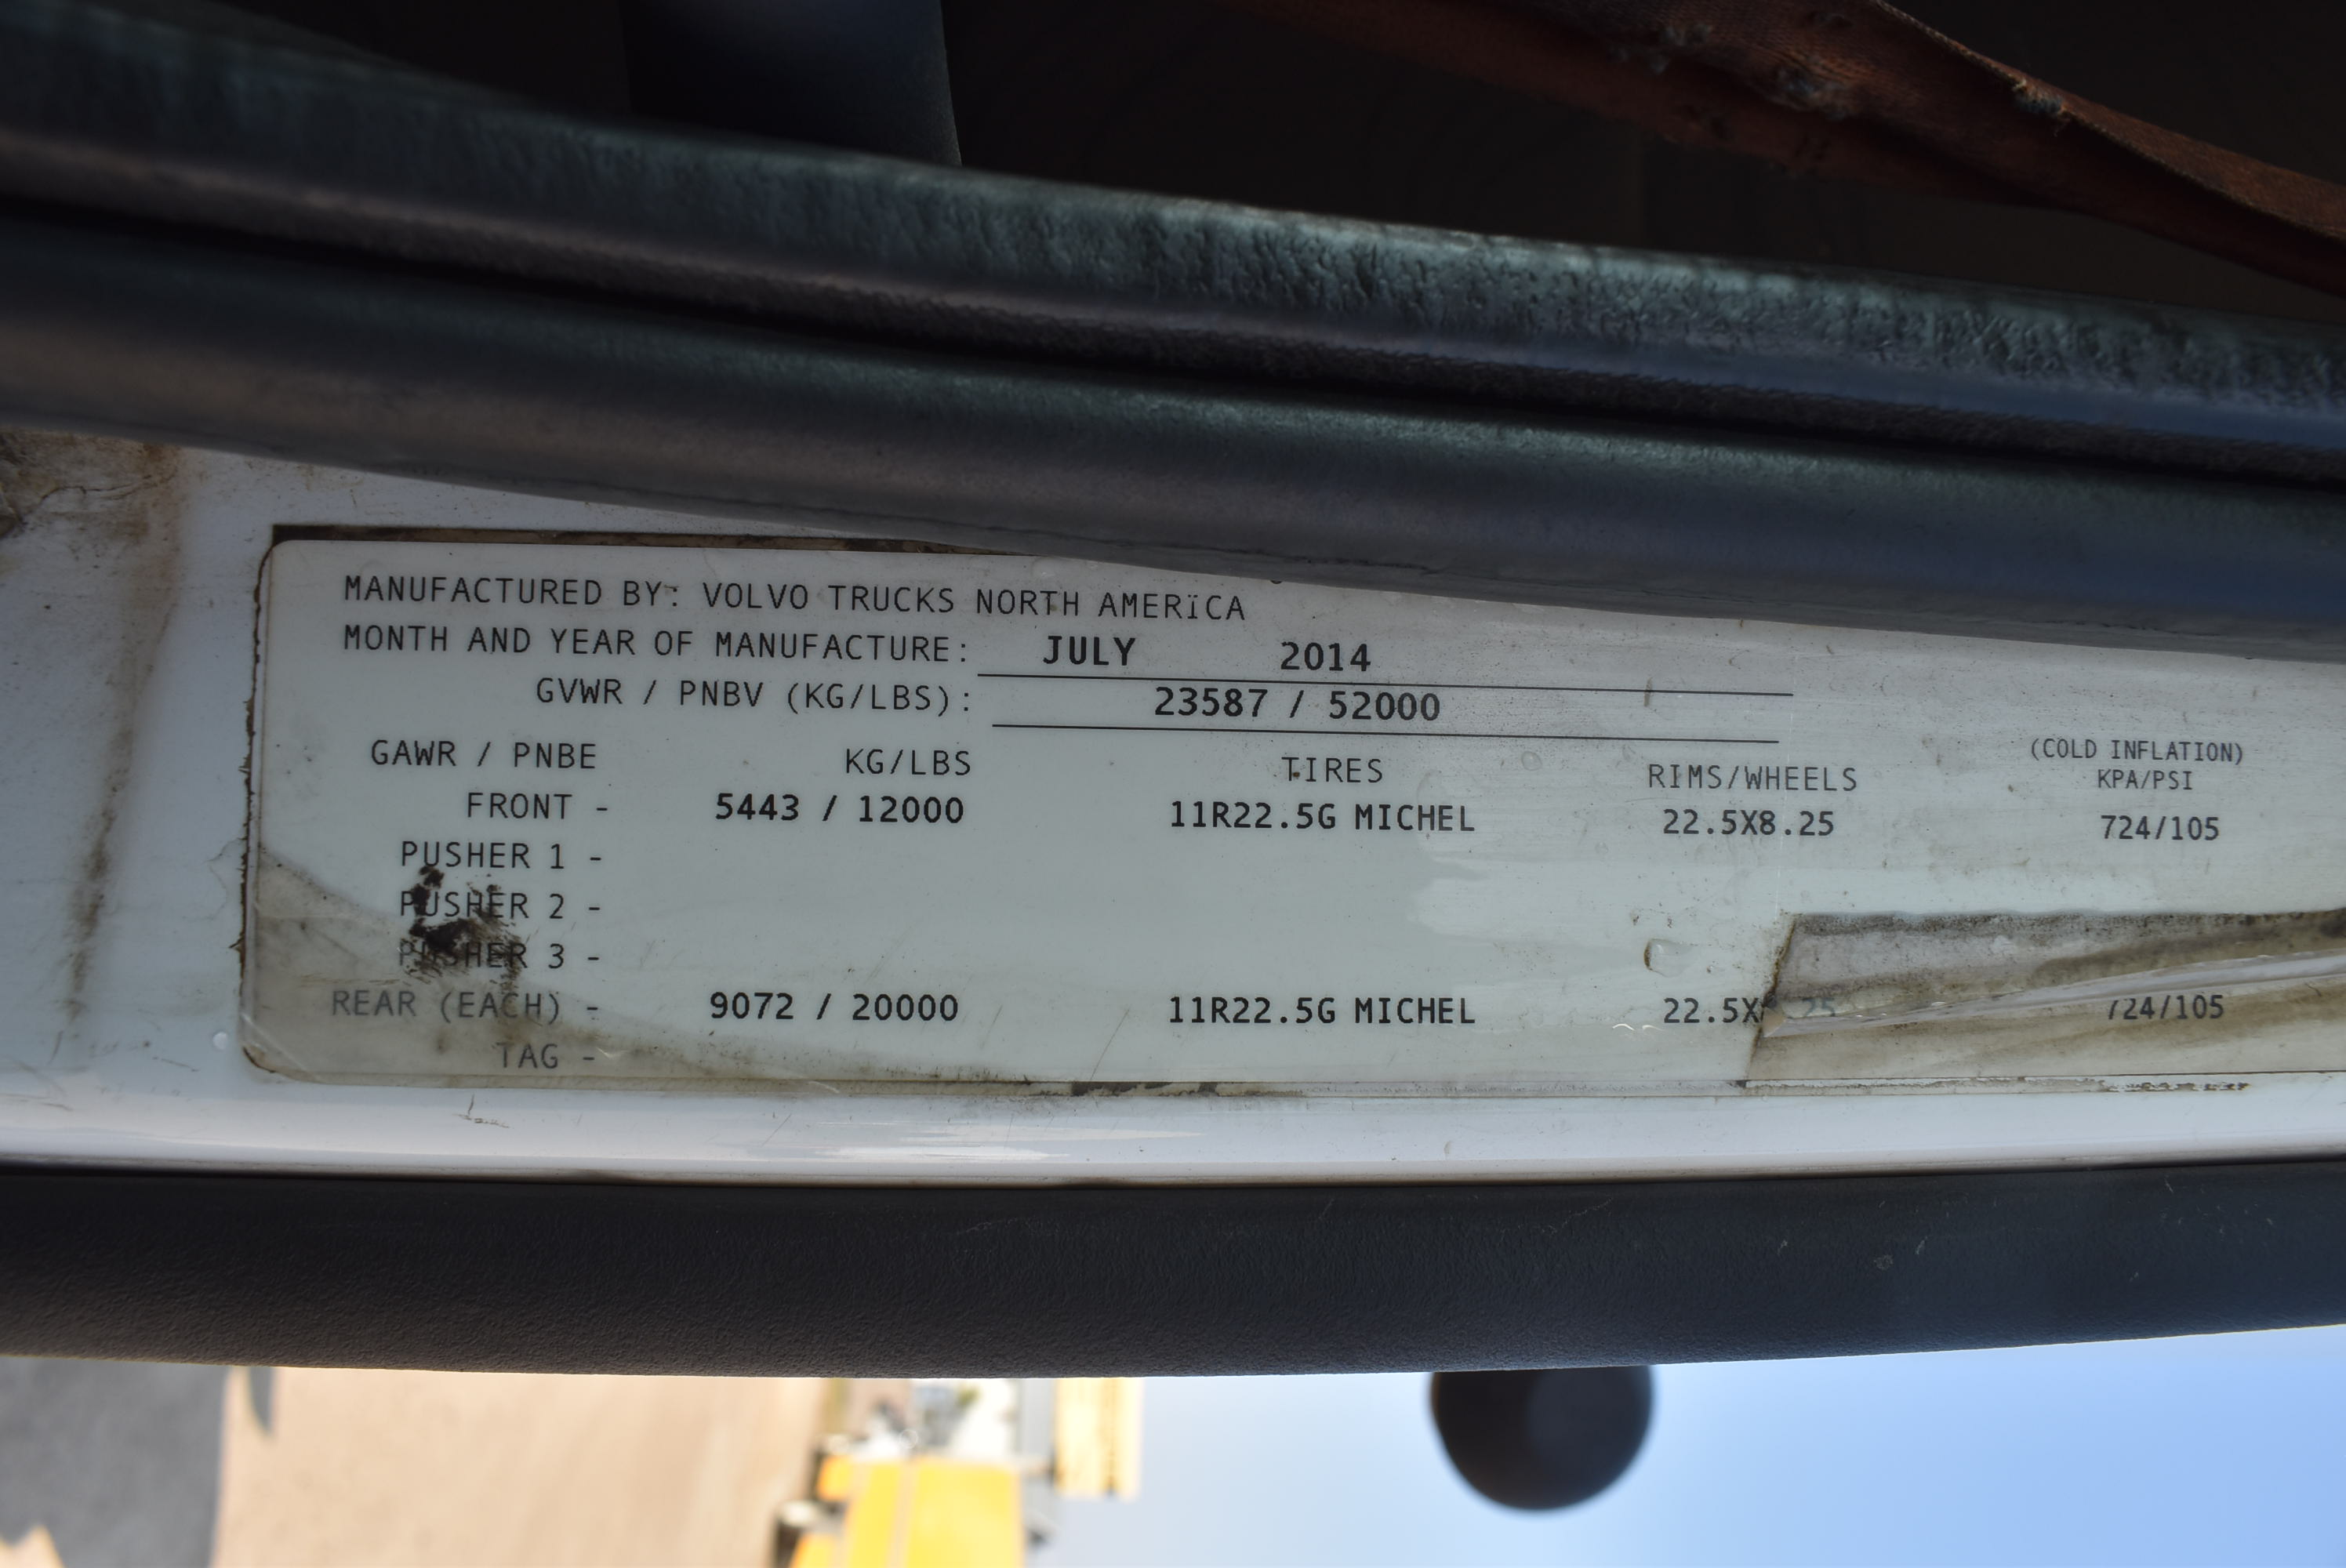 MANUFACTURED BY: VOLVO TRUCKS NORTH AMERICA
MONTH AND YEAR OF MANUFACTURE: JULY 2014
GVWR / PNBV (KG/LBS): 23587 / 52000
GAWR / PNBE KG/LBS TIRES RIMS/WHEELS (COLD INFLATION) KPA/PSI
FRONT - 5443 / 12000 11R22.5G MICHEL 22.5X8.25 724/105
PUSHER 1 -
PUSHER 2 -
PUSHER 3 -
REAR (EACH) - 9072 / 20000 11R22.5G MICHEL 22.5X8.25 724/105
TAG -